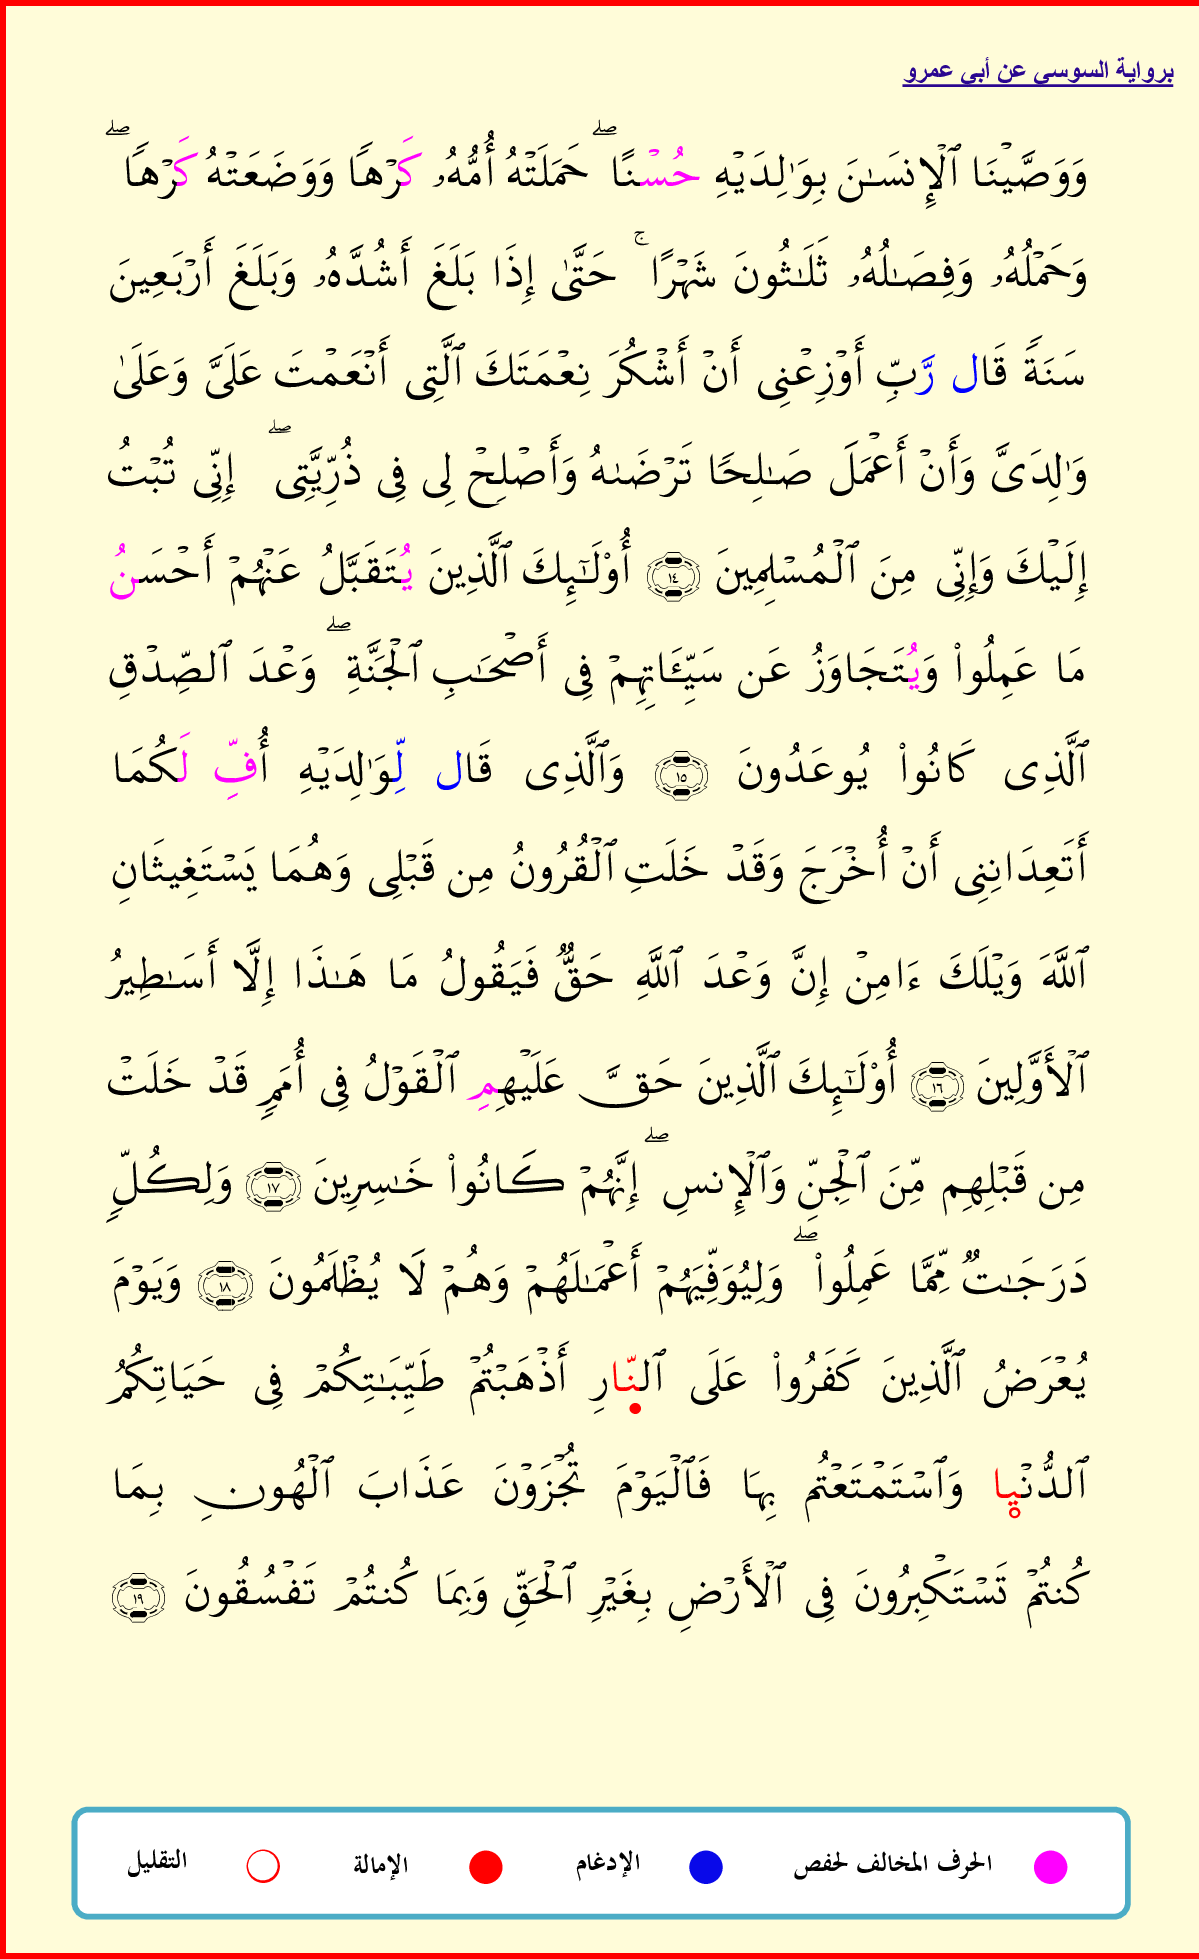 برواية السوسي عن أبي عمرو
وَوَصَّيْنَا ٱلْإِنسَـٰنَ بِوَٰلِدَيْهِ حُسْنًا ۖ حَمَلَتْهُ أُمُّهُۥ كَرْهًا وَوَضَعَتْهُ كَرْهًا ۖ
وَحَمْلُهُۥ وَفِصَـٰلُهُۥ ثَلَـٰثُونَ شَهْرًا ۚ حَتَّىٰ إِذَا بَلَغَ أَشُدَّهُۥ وَبَلَغَ أَرْبَعِينَ
سَنَةً قَال رَّبِّ أَوْزِعْنِى أَنْ أَشْكُرَ نِعْمَتَكَ ٱلَّتِى أَنْعَمْتَ عَلَىَّ وَعَلَىٰ
وَٰلِدَىَّ وَأَنْ أَعْمَلَ صَـٰلِحًا تَرْضَىٰهُ وَأَصْلِحْ لِى فِى ذُرِّيَّتِى ۖ إِنِّى تُبْتُ
إِلَيْكَ وَإِنِّى مِنَ ٱلْمُسْلِمِينَ ١٤ أُو۟لَـٰٓئِكَ ٱلَّذِينَ يُتَقَبَّلُ عَنْهُمْ أَحْسَنُ
مَا عَمِلُوا۟ وَيُتَجَاوَزُ عَن سَيِّـَٔاتِهِمْ فِى أَصْحَـٰبِ ٱلْجَنَّةِ ۖ وَعْدَ ٱلصِّدْقِ
ٱلَّذِى كَانُوا۟ يُوعَدُونَ ١٥ وَٱلَّذِى قَال لِّوَٰلِدَيْهِ أُفِّ لَكُمَا
أَتَعِدَانِنِى أَنْ أُخْرَجَ وَقَدْ خَلَتِ ٱلْقُرُونُ مِن قَبْلِى وَهُمَا يَسْتَغِيثَانِ
ٱللَّهَ وَيْلَكَ ءَامِنْ إِنَّ وَعْدَ ٱللَّهِ حَقٌّ فَيَقُولُ مَا هَـٰذَا إِلَّا أَسَـٰطِيرُ
ٱلْأَوَّلِينَ ١٦ أُو۟لَـٰٓئِكَ ٱلَّذِينَ حَقَّ عَلَيْهِمِ ٱلْقَوْلُ فِى أُمَمٍ قَدْ خَلَتْ
مِن قَبْلِهِم مِّنَ ٱلْجِنِّ وَٱلْإِنسِ ۖ إِنَّهُمْ كَانُوا۟ خَـٰسِرِينَ ١٧ وَلِكُلٍّ
دَرَجَـٰتٌ مِّمَّا عَمِلُوا۟ ۖ وَلِيُوَفِّيَهُمْ أَعْمَـٰلَهُمْ وَهُمْ لَا يُظْلَمُونَ ١٨ وَيَوْمَ
يُعْرَضُ ٱلَّذِينَ كَفَرُوا۟ عَلَى ٱلنَّارِ أَذْهَبْتُمْ طَيِّبَـٰتِكُمْ فِى حَيَاتِكُمُ
ٱلدُّنْيا وَٱسْتَمْتَعْتُم بِهَا فَٱلْيَوْمَ تُجْزَوْنَ عَذَابَ ٱلْهُونِ بِمَا
كُنتُمْ تَسْتَكْبِرُونَ فِى ٱلْأَرْضِ بِغَيْرِ ٱلْحَقِّ وَبِمَا كُنتُمْ تَفْسُقُونَ ١٩
الحرف المخالف لحفص الإدغام الإمالة التقليل